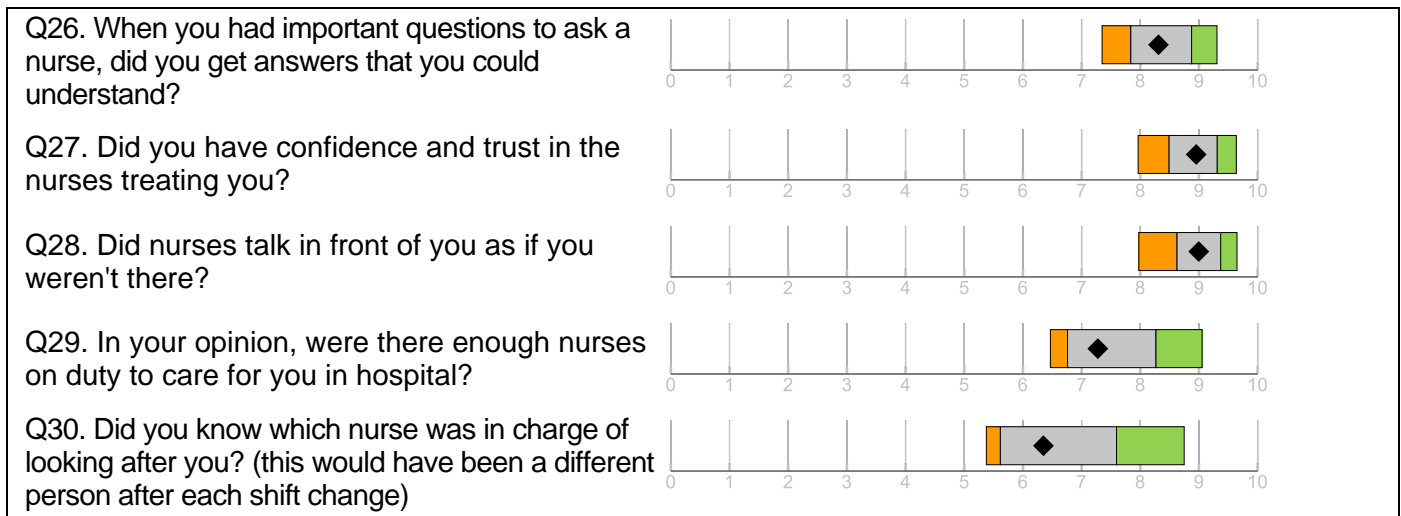 Q26. When you had important questions to ask a
nurse, did you get answers that you could
understand?
0 1 2 3 4 5 6 7 8 9 10
Q27. Did you have confidence and trust in the
nurses treating you?
0 1 2 3 4 5 6 7 8 9 10
Q28. Did nurses talk in front of you as if you
weren't there?
0 1 2 3 4 5 6 7 8 9 10
Q29. In your opinion, were there enough nurses
on duty to care for you in hospital?
0 1 2 3 4 5 6 7 8 9 10
Q30. Did you know which nurse was in charge of
looking after you? (this would have been a different
person after each shift change)
0 1 2 3 4 5 6 7 8 9 10